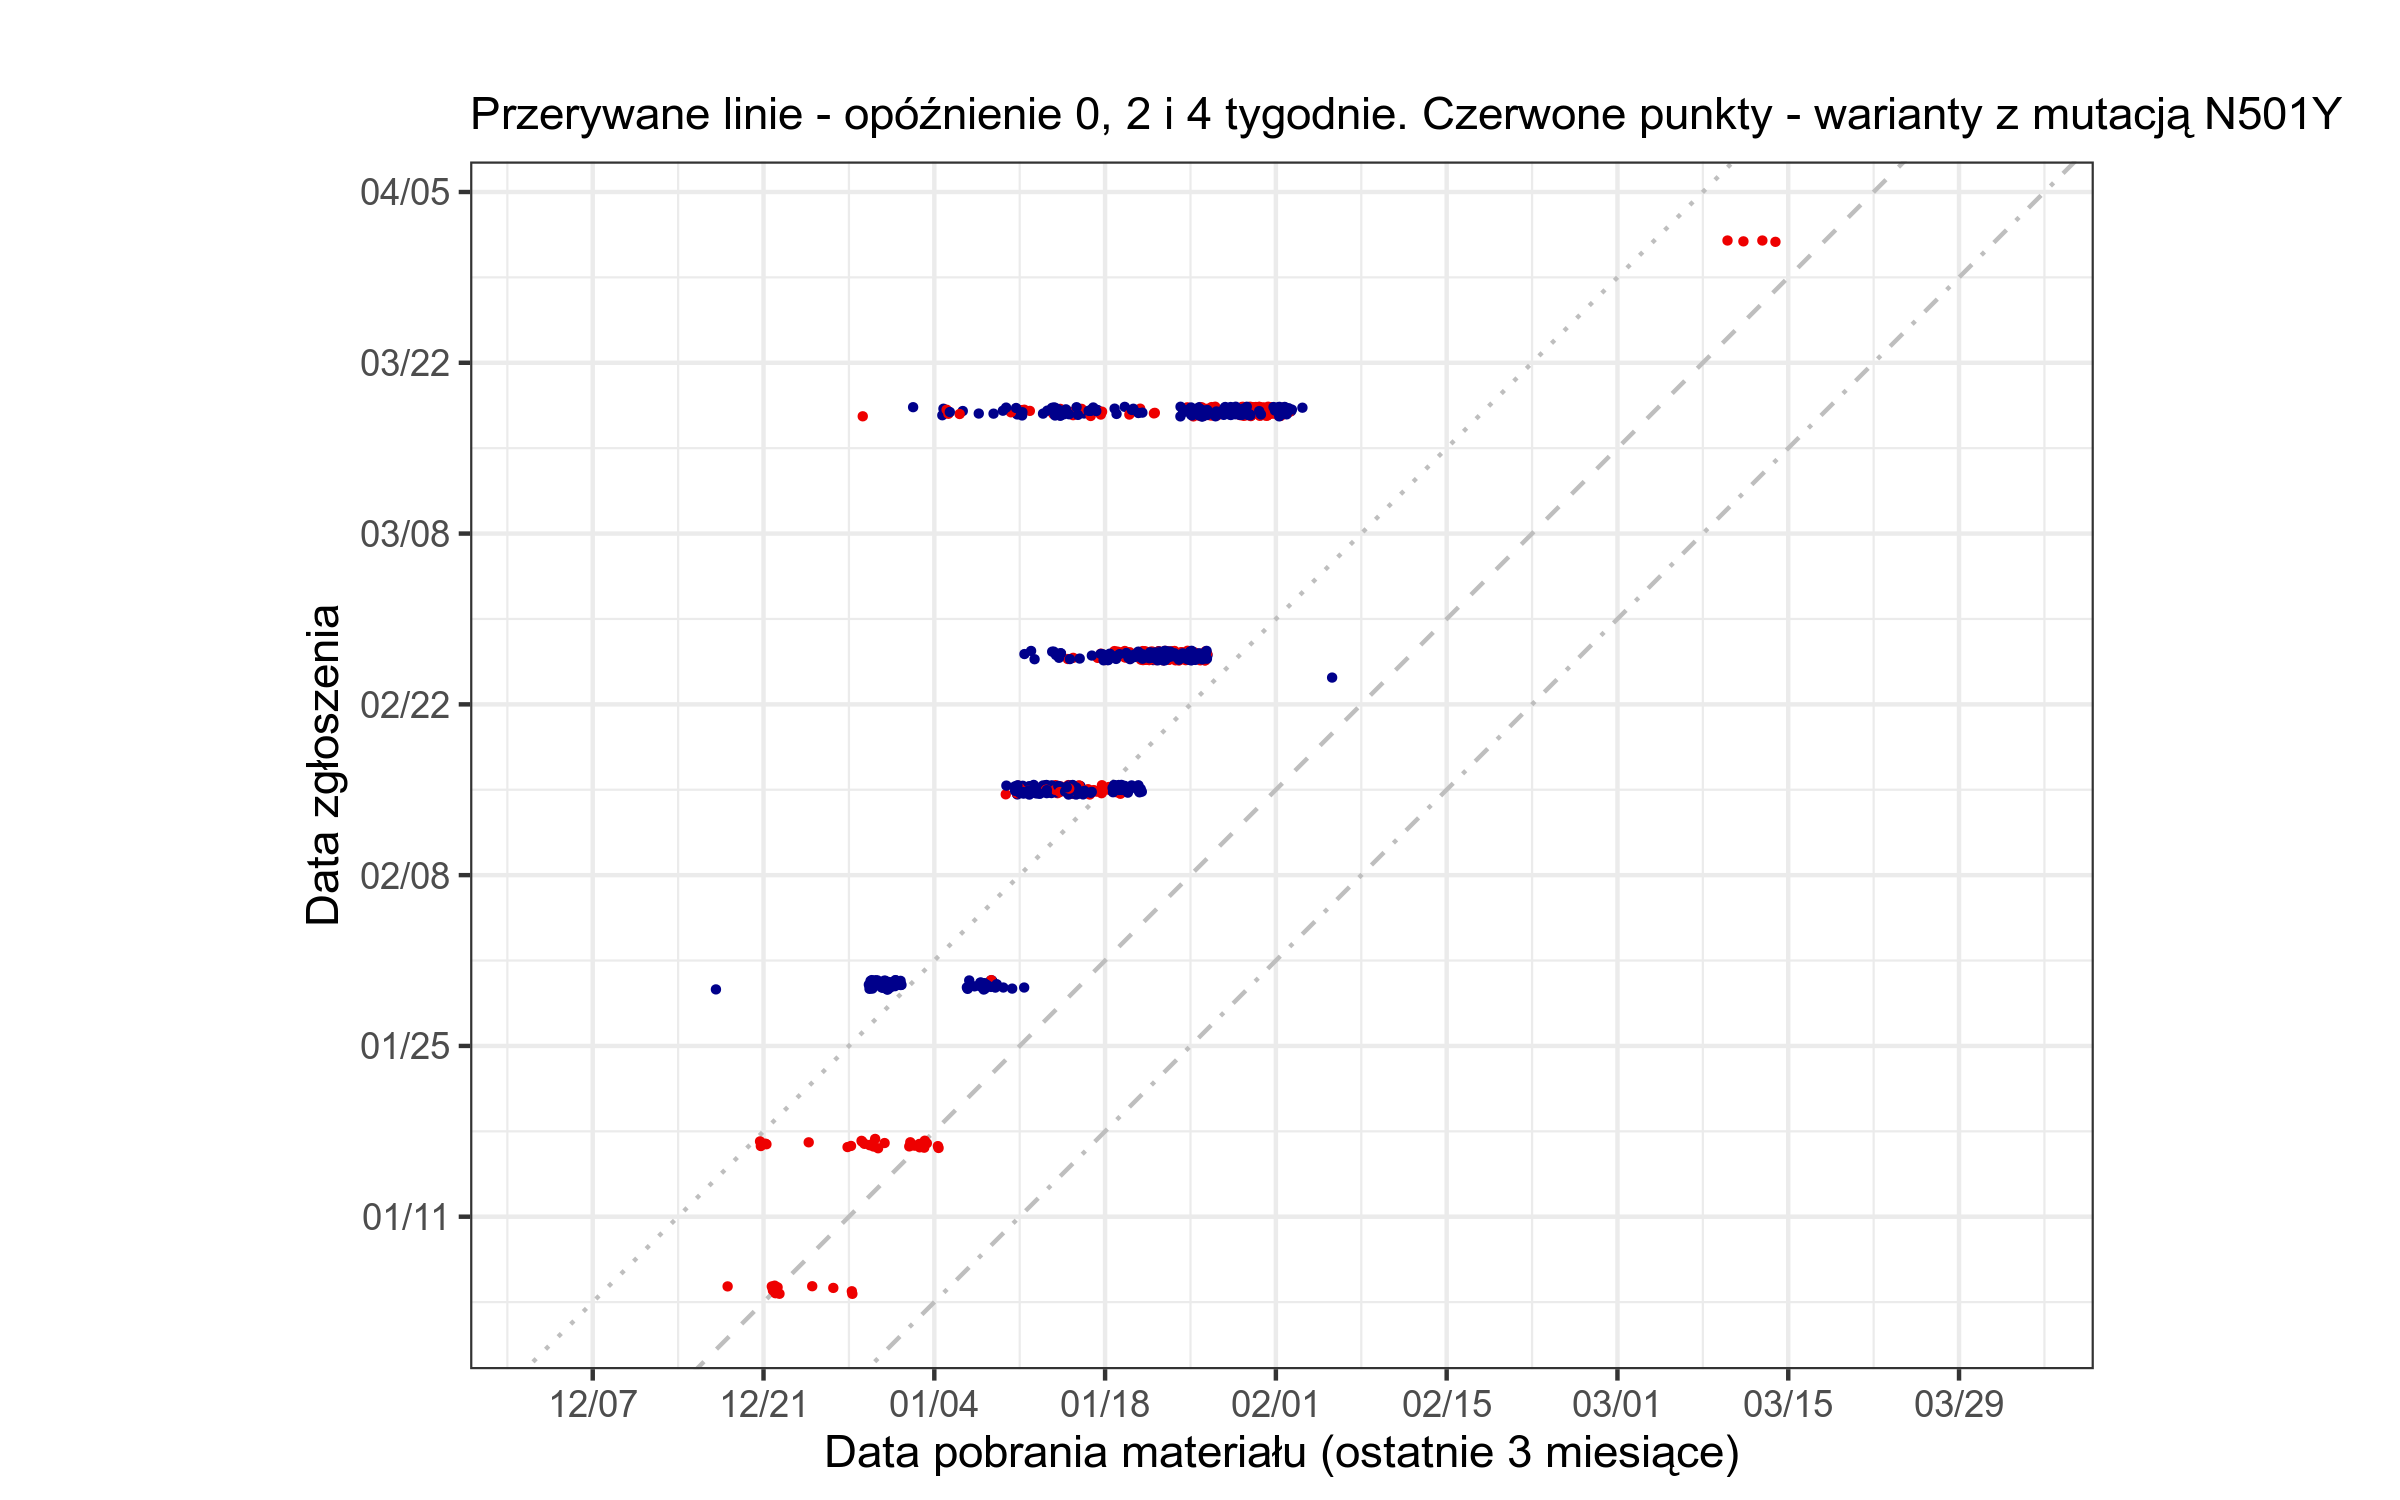 Przerywane linie - opóźnienie 0, 2 i 4 tygodnie. Czerwone punkty - warianty z mutacją N501Y
Data zgłoszenia
04/05
03/22
03/08
02/22
02/08
01/25
01/11
12/07 12/21 01/04 01/18 02/01 02/15 03/01 03/15 03/29
Data pobrania materiału (ostatnie 3 miesiące)